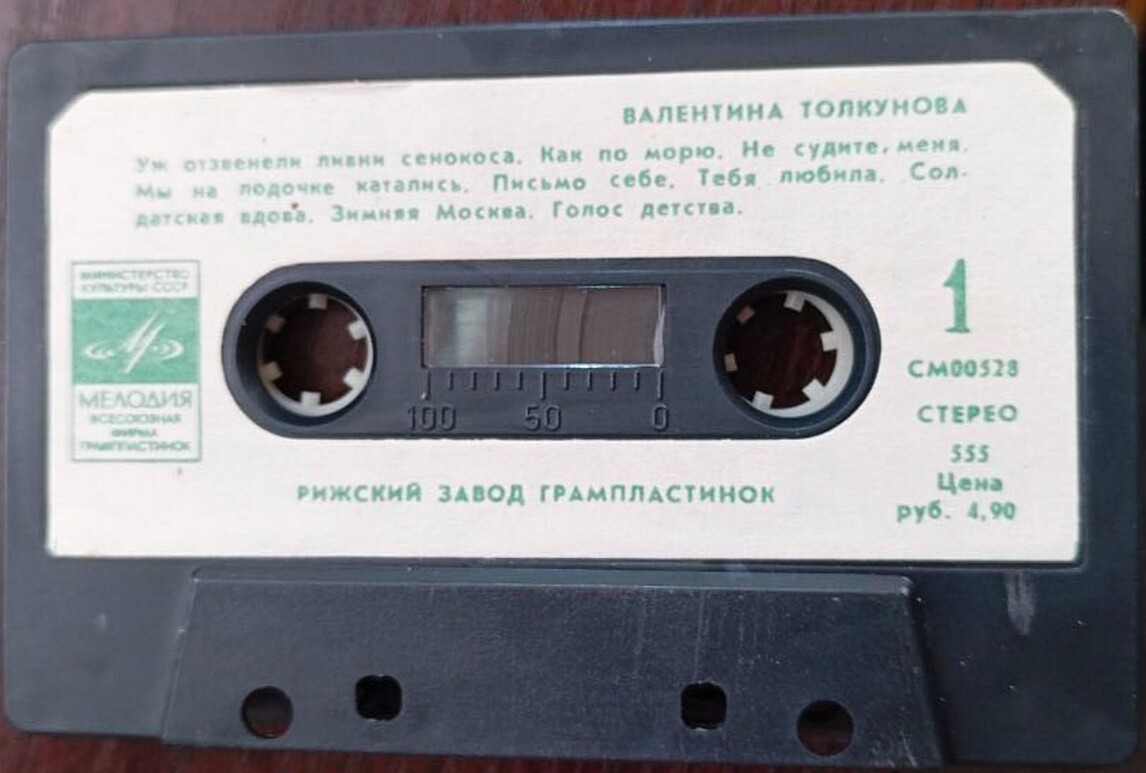 ВАЛЕНТИНА ТОЛКУНОВА
Уж отзвенели ливни сенокоса. Как по морю. Не судите, меня.
Мы на лодочке катались. Письмо себе. Тебя любила. Сол-
датская вдова. Зимняя Москва. Голос детства.
МИНИСТЕРСТВО
КУЛЬТУРЫ СССР
МЕЛОДИЯ
ВСЕСОЮЗНАЯ
ФИРМА
ГРАМПЛАСТИНОК
1
СМ00528
СТЕРЕО
555
Цена
руб. 4,90
100 50 0
РИЖСКИЙ ЗАВОД ГРАМПЛАСТИНОК